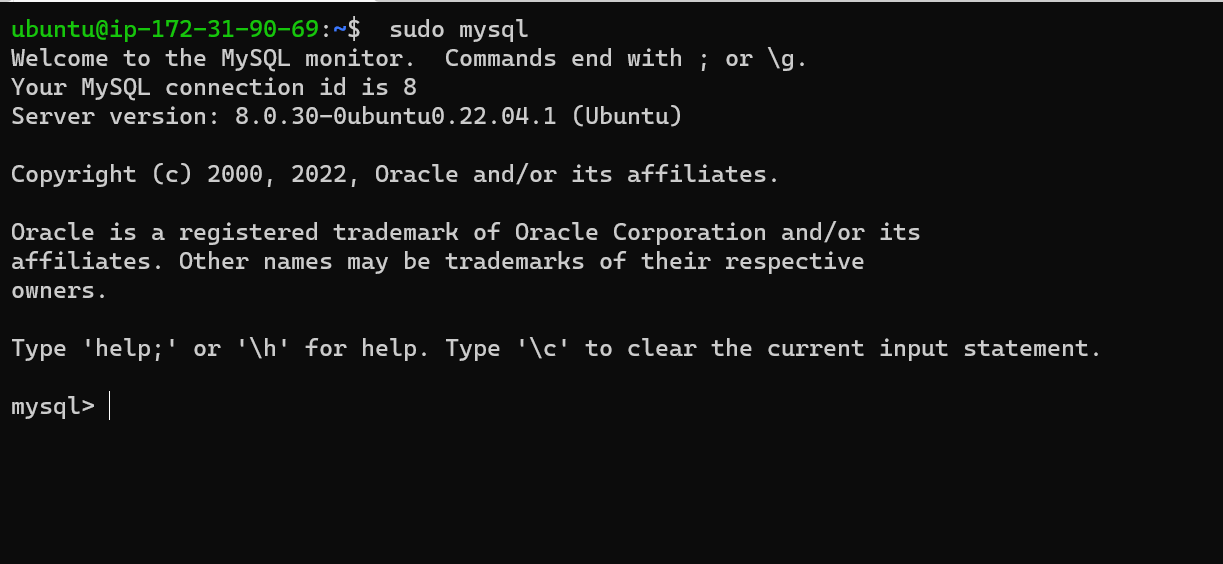 ubuntu@ip-172-31-90-69:~$  sudo mysql
Welcome to the MySQL monitor.  Commands end with ; or \g.
Your MySQL connection id is 8
Server version: 8.0.30-0ubuntu0.22.04.1 (Ubuntu)
Copyright (c) 2000, 2022, Oracle and/or its affiliates.
Oracle is a registered trademark of Oracle Corporation and/or its
affiliates. Other names may be trademarks of their respective
owners.
Type 'help;' or '\h' for help. Type '\c' to clear the current input statement.
mysql>